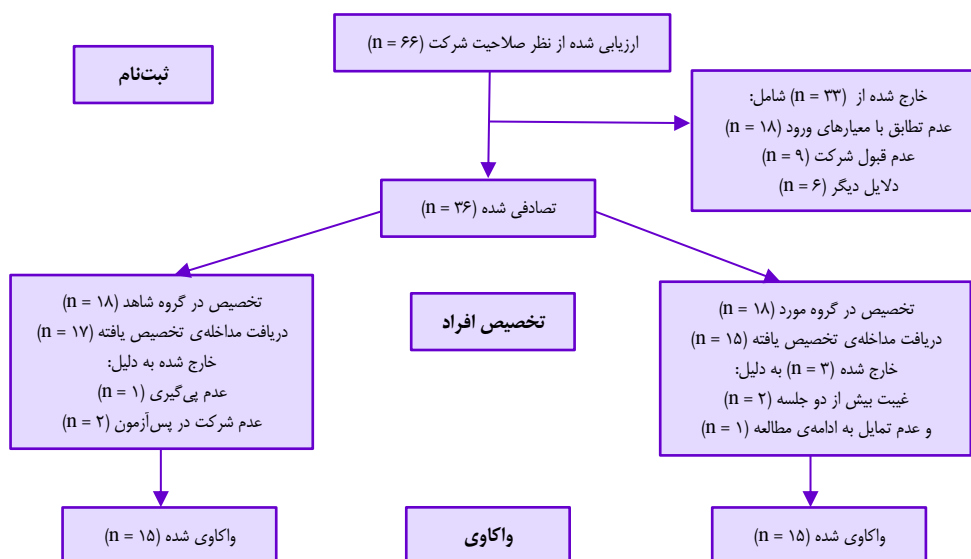 ارزیابی شده از نظر صلاحیت شرکت (n = ۶۶)
ثبت‌نام
خارج شده از (n = ۳۳) شامل:
عدم تطابق با معیارهای ورود (n = ۱۸)
عدم قبول شرکت (n = ۹)
دلایل دیگر (n = ۶)
تصادفی شده (n = ۳۶)
تخصیص در گروه مورد (n = ۱۸)
دریافت مداخله‌ی تخصیص یافته (n = ۱۵)
خارج شده (n = ۳) به دلیل:
غیبت بیش از دو جلسه (n = ۲)
و عدم تمایل به ادامه‌ی مطالعه (n = ۱)
تخصیص افراد
تخصیص در گروه شاهد (n = ۱۸)
دریافت مداخله‌ی تخصیص یافته (n = ۱۷)
خارج شده به دلیل:
عدم پی‌گیری (n = ۱)
عدم شرکت در پس‌آزمون (n = ۲)
واکاوی شده (n = ۱۵)
واکاوی
واکاوی شده (n = ۱۵)